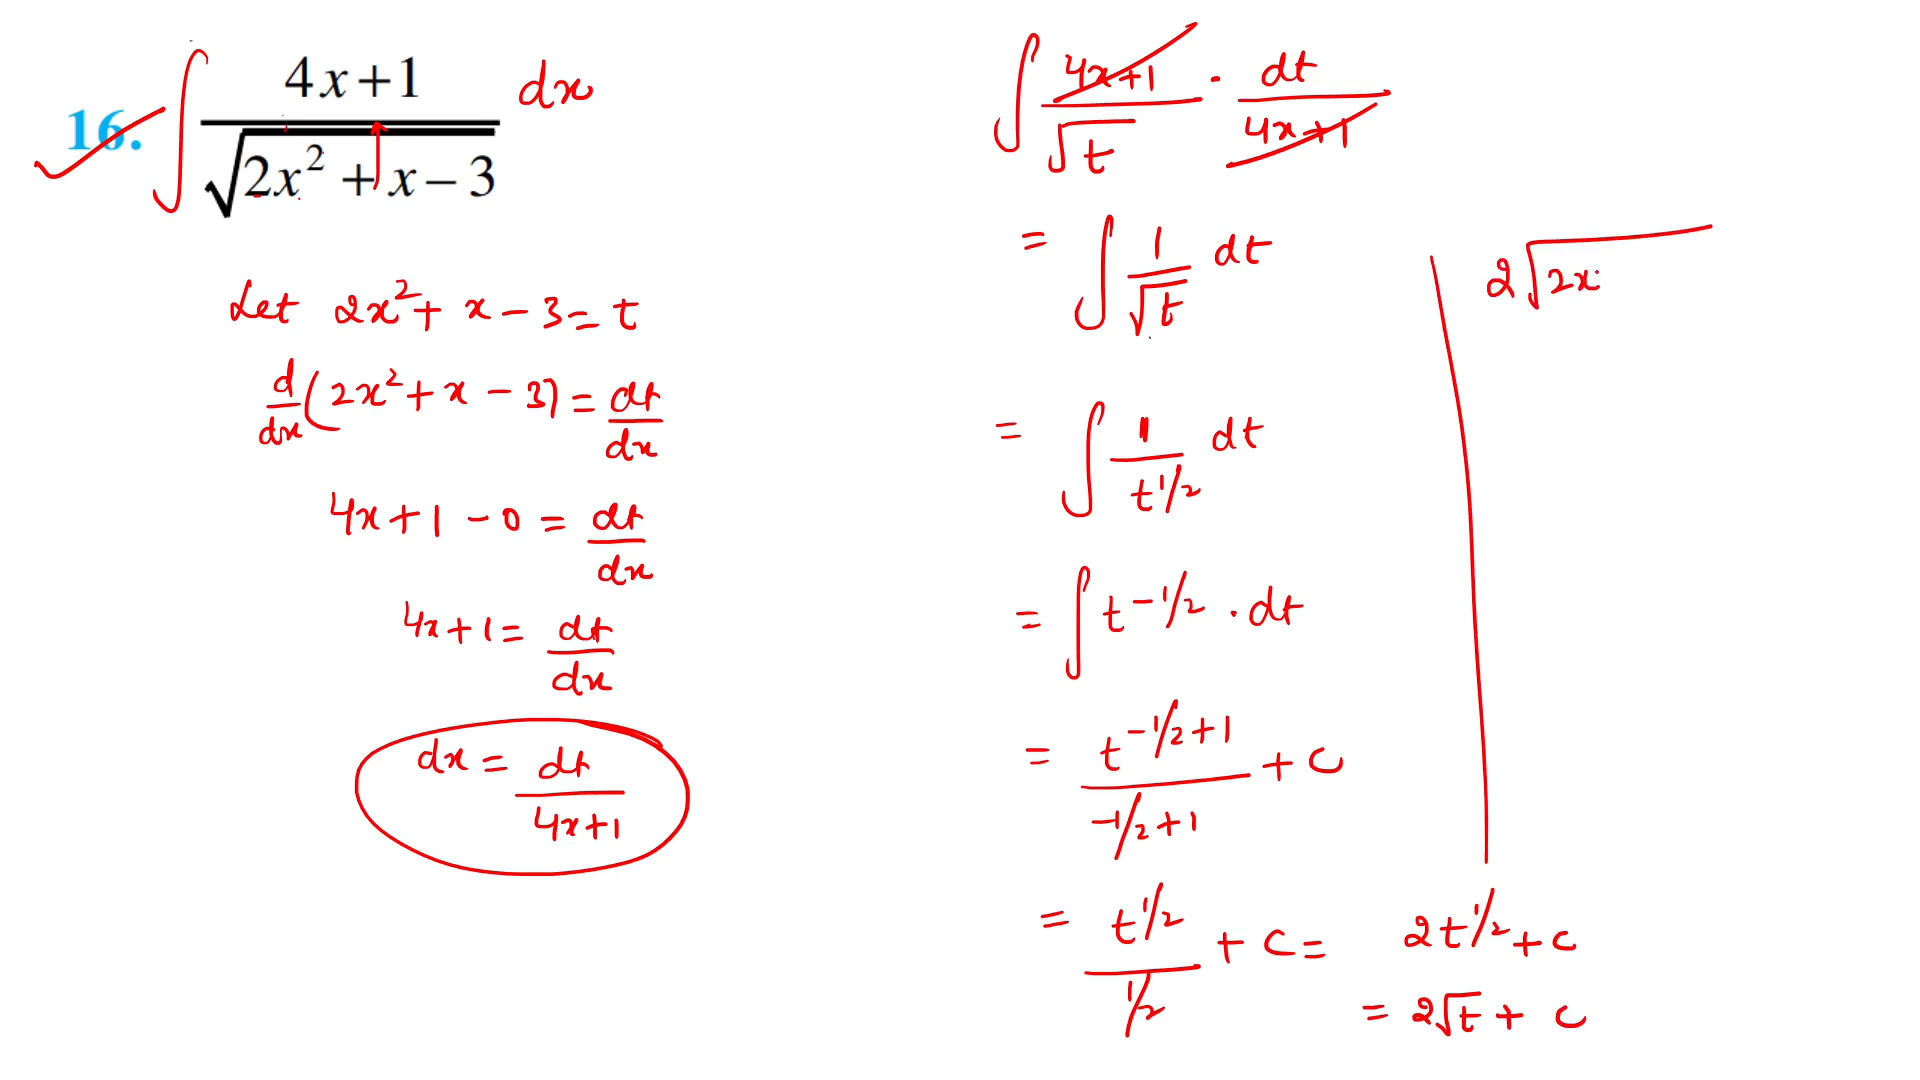 16. ∫ (4x+1)/√(2x² + x − 3) dx
Let 2x² + x − 3 = t
d/dx (2x² + x − 3) = dt/dx
4x + 1 − 0 = dt/dx
4x + 1 = dt/dx
dx = dt/(4x+1)
∫ (4x+1)/√t · dt/(4x+1)
= ∫ 1/√t dt
= ∫ 1/t^(1/2) dt
= ∫ t^(−1/2) · dt
= t^(−1/2+1)/(−1/2+1) + c
= t^(1/2)/(1/2) + c = 2t^(1/2) + c
= 2√t + c
2√(2x